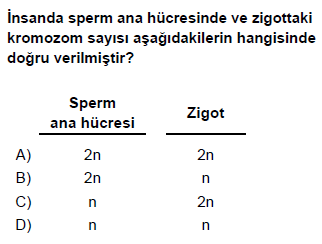 İnsanda sperm ana hücresinde ve zigottaki
kromozom sayısı aşağıdakilerin hangisinde
doğru verilmiştir?
Sperm
ana hücresi Zigot
A) 2n 2n
B) 2n n
C) n 2n
D) n n